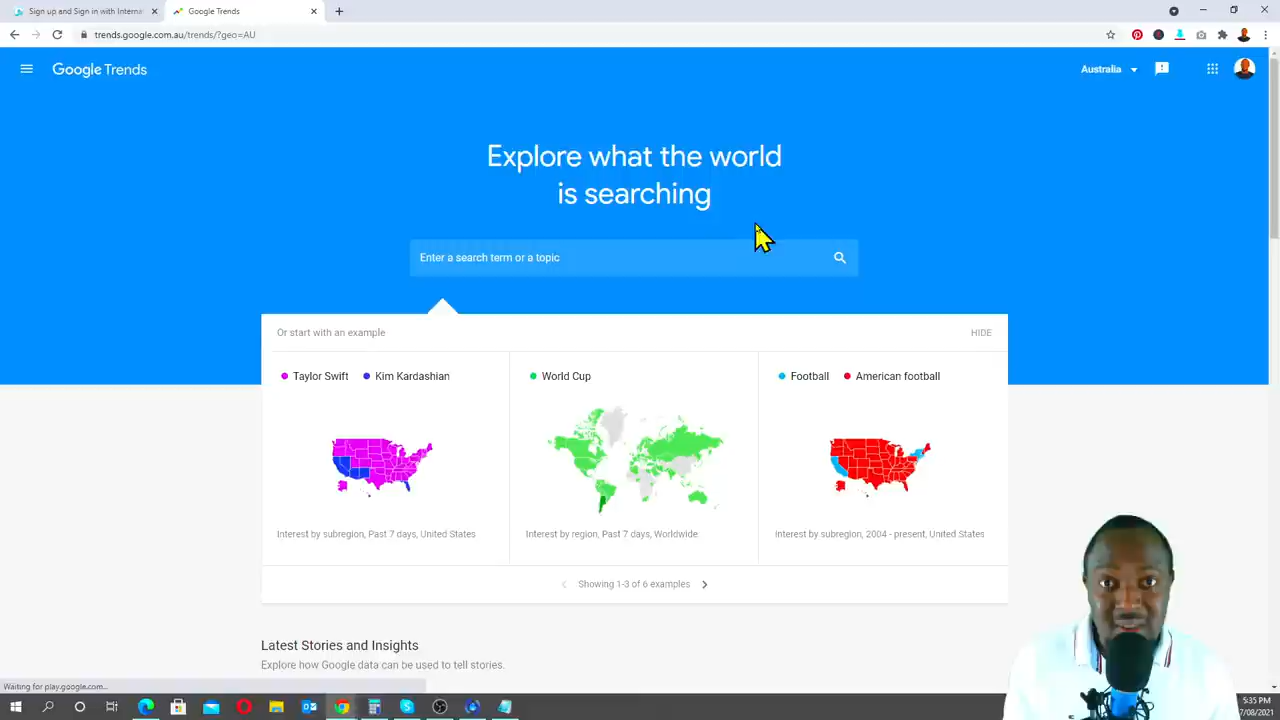 Sign up and Sign in with Interna
Google Trends
trends.google.com.au/trends/?geo=AU
Google Trends
Australia
Explore what the world
is searching
Enter a search term or a topic
Or start with an example
HIDE
Taylor Swift
Kim Kardashian
World Cup
Football
American football
Interest by subregion, Past 7 days, United States
Interest by region, Past 7 days, Worldwide
Interest by subregion, 2004 - present, United States
Showing 1-3 of 6 examples
Latest Stories and Insights
Explore how Google data can be used to tell stories.
Waiting for play.google.com...
5:35 PM
7/08/2021